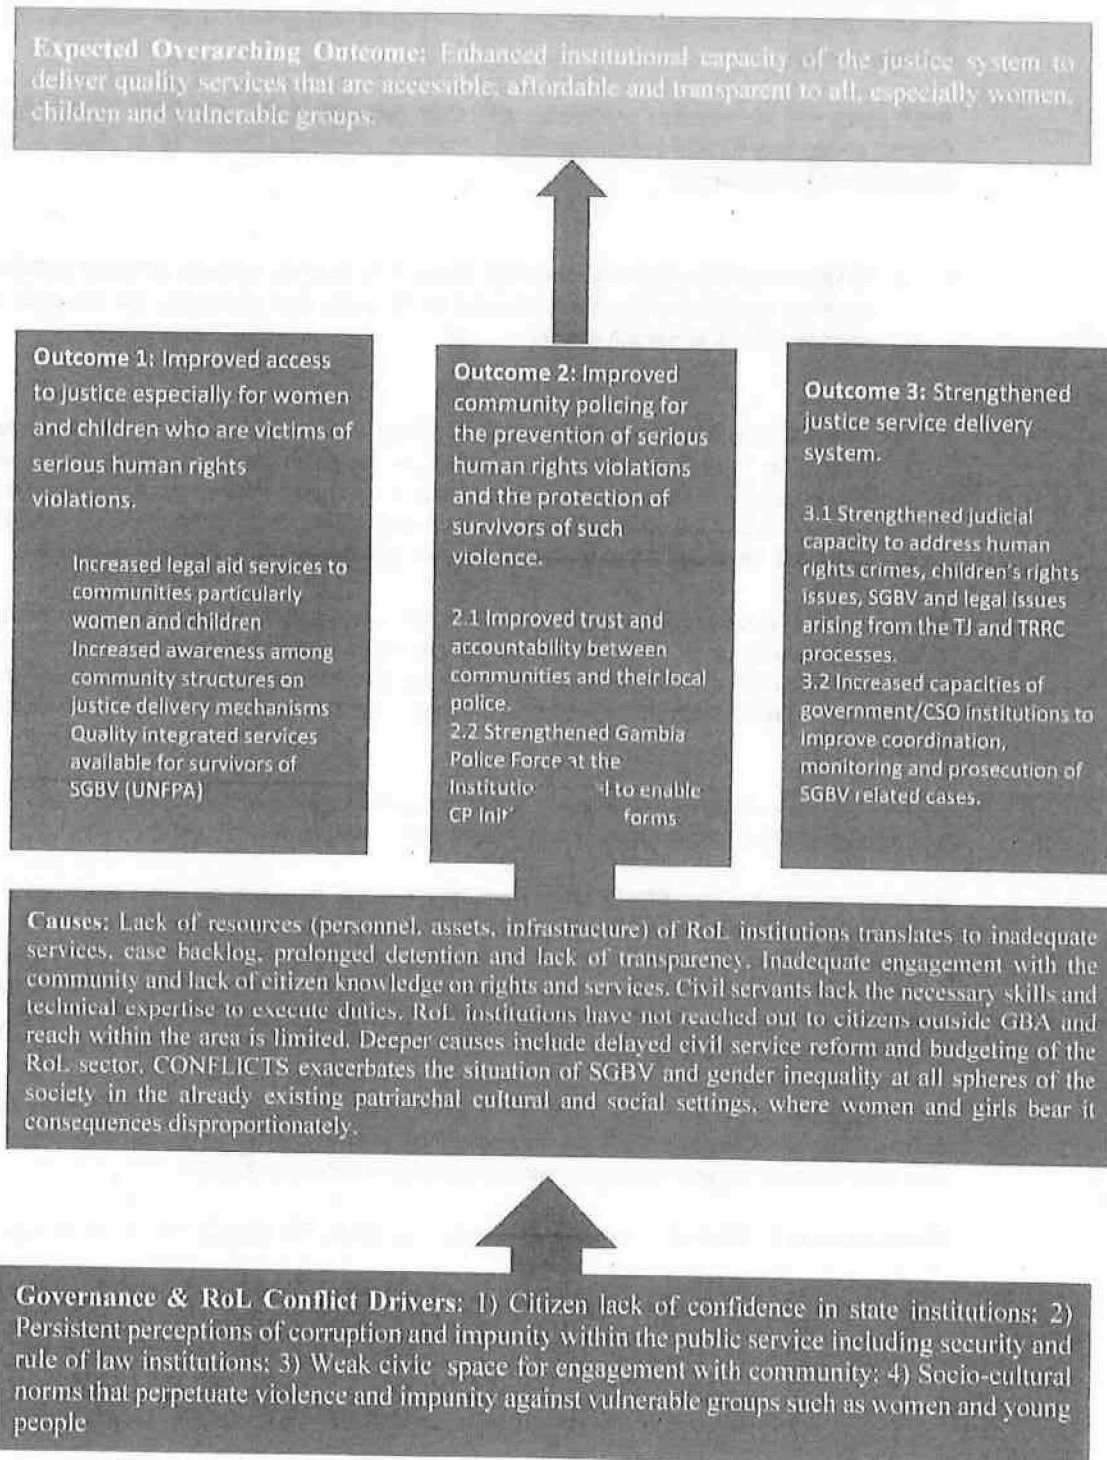 Expected Overarching Outcome: Enhanced institutional capacity of the justice system to
deliver quality services that are accessible, affordable and transparent to all, especially women,
children and vulnerable groups.
Outcome 1: Improved access
to justice especially for women
and children who are victims of
serious human rights
violations.
Increased legal aid services to
communities particularly
women and children
Increased awareness among
community structures on
justice delivery mechanisms
Quality integrated services
available for survivors of
SGBV (UNFPA)
Outcome 2: Improved
community policing for
the prevention of serious
human rights violations
and the protection of
survivors of such
violence.
2.1 Improved trust and
accountability between
communities and their local
police.
2.2 Strengthened Gambia
Police Force at the
to enable
CP
Outcome 3: Strengthened
justice service delivery
system.
3.1 Strengthened judicial
capacity to address human
rights crimes, children's rights
issues, SGBV and legal issues
arising from the TJ and TRRC
processes.
3.2 Increased capacities of
government/CSO institutions to
improve coordination,
monitoring and prosecution of
SGBV related cases.
Causes: Lack of resources (personnel, assets, infrastructure) of RoL institutions translates to inadequate
services, case backlog, prolonged detention and lack of transparency. Inadequate engagement with the
community and lack of citizen knowledge on rights and services. Civil servants lack the necessary skills and
technical expertise to execute duties. RoL institutions have not reached out to citizens outside GBA and
reach within the area is limited. Deeper causes include delayed civil service reform and budgeting of the
RoL sector. CONFLICTS exacerbates the situation of SGBV and gender inequality at all spheres of the
society in the already existing patriarchal cultural and social settings, where women and girls bear it
consequences disproportionately.
Governance & RoL Conflict Drivers: 1) Citizen lack of confidence in state institutions; 2)
Persistent perceptions of corruption and impunity within the public service including security and
rule of law institutions; 3) Weak civic space for engagement with community; 4) Socio-cultural
norms that perpetuate violence and impunity against vulnerable groups such as women and young
people